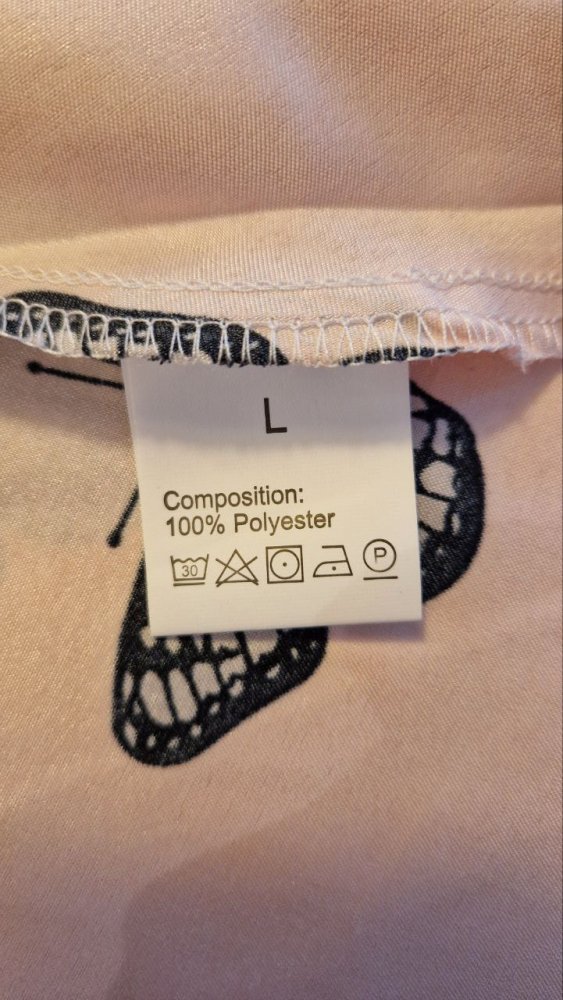 L
Composition:
100% Polyester
30 P